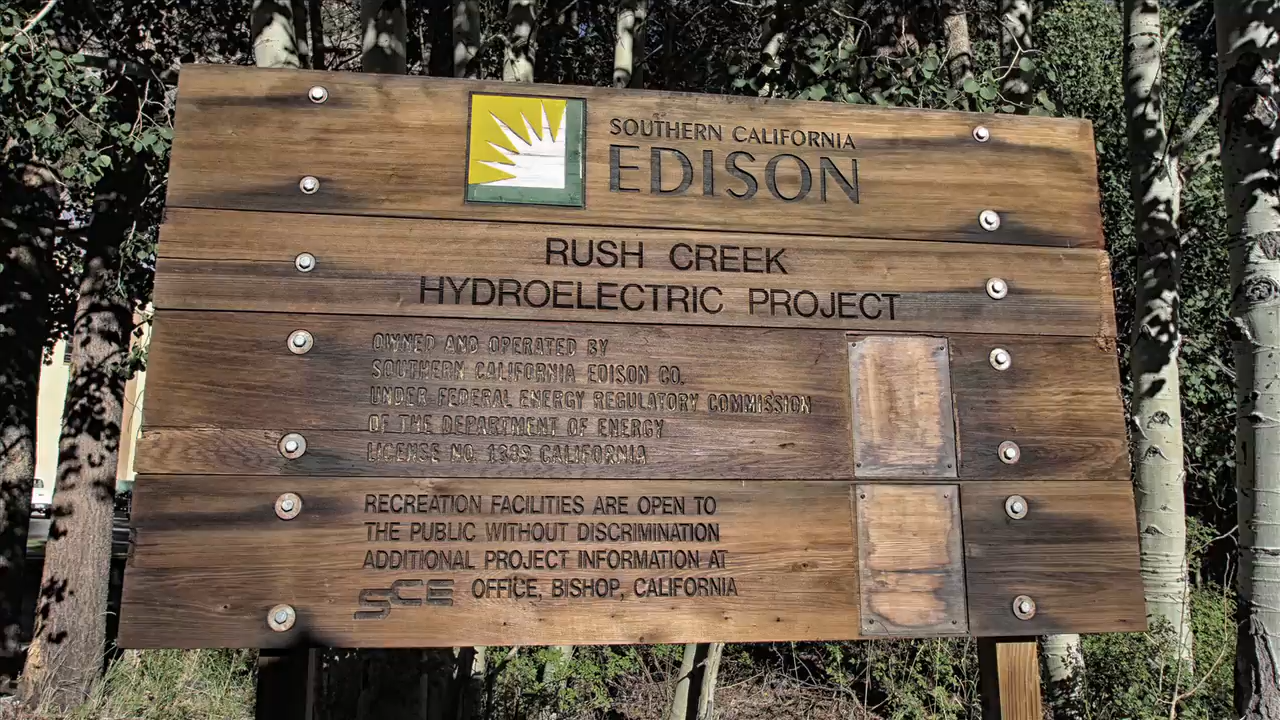 SOUTHERN CALIFORNIA
EDISON
RUSH CREEK
HYDROELECTRIC PROJECT
OWNED AND OPERATED BY
SOUTHERN CALIFORNIA EDISON CO.
UNDER FEDERAL ENERGY REGULATORY COMMISSION
OF THE DEPARTMENT OF ENERGY
LICENSE NO. 1389 CALIFORNIA
RECREATION FACILITIES ARE OPEN TO
THE PUBLIC WITHOUT DISCRIMINATION
ADDITIONAL PROJECT INFORMATION AT
SCE OFFICE, BISHOP, CALIFORNIA